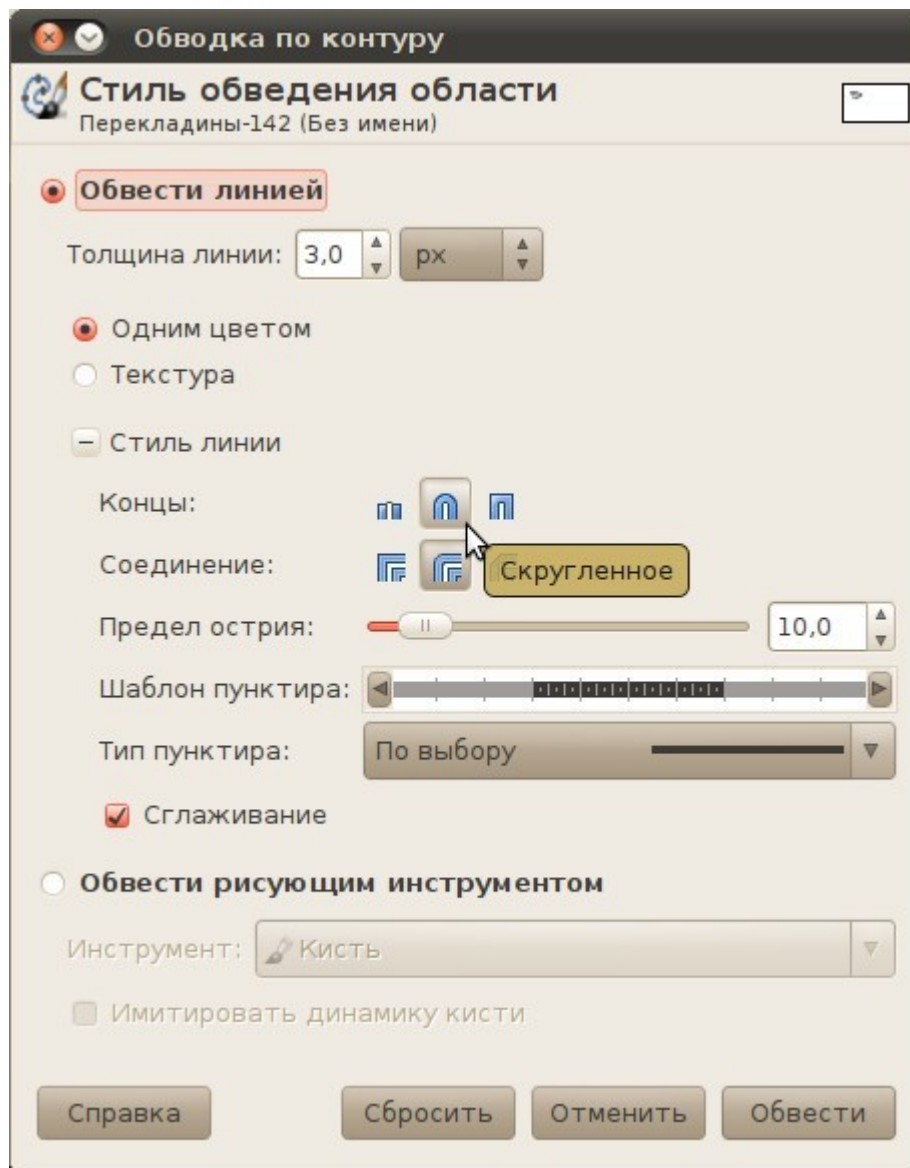 Обводка по контуру
Стиль обведения области
Перекладины-142 (Без имени)
Обвести линией
Толщина линии: 3,0 px
Одним цветом
Текстура
Стиль линии
Концы:
Соединение:
Скругленное
Предел острия: 10,0
Шаблон пунктира:
Тип пунктира: По выбору
Сглаживание
Обвести рисующим инструментом
Инструмент: Кисть
Имитировать динамику кисти
Справка Сбросить Отменить Обвести